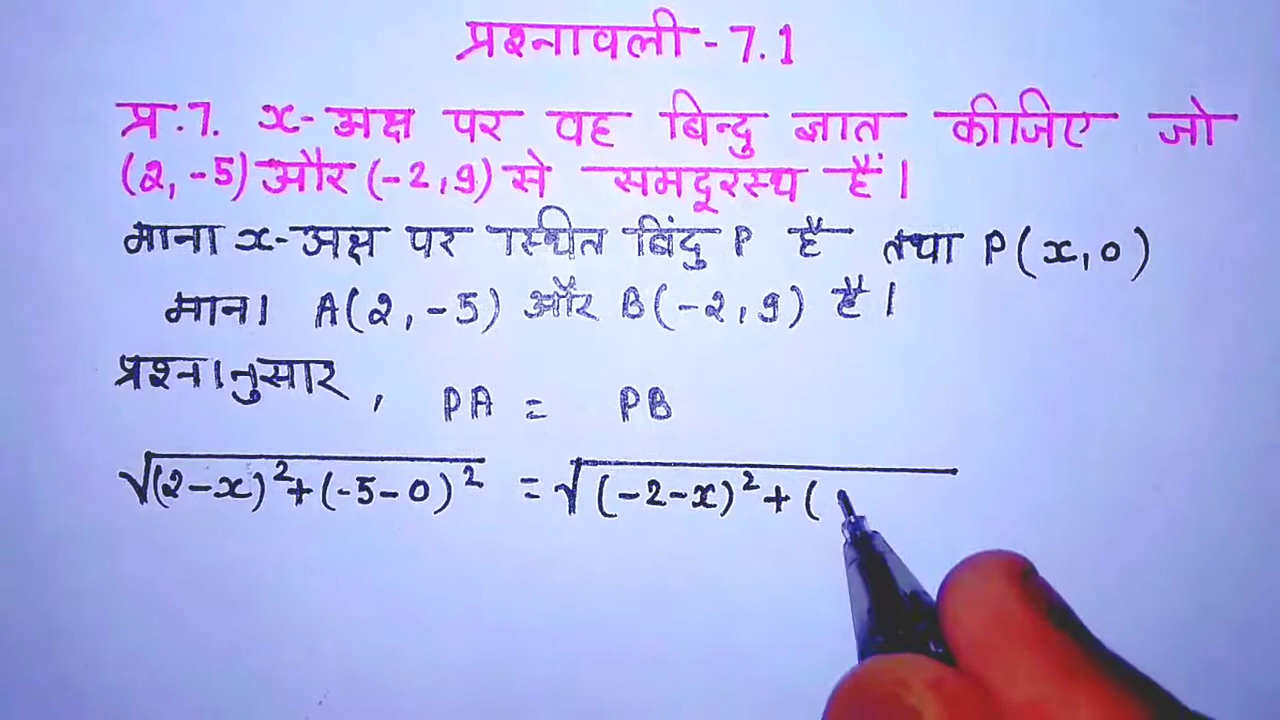 प्रश्नावली - 7.1
प्र.7. x-अक्ष पर वह बिन्दु ज्ञात कीजिए जो
(2, -5) और (-2, 9) से समदूरस्थ हैं।
माना x-अक्ष पर स्थित बिंदु P है तथा P(x, 0)
माना A(2, -5) और B(-2, 9) है।
प्रश्नानुसार, PA = PB
√(2-x)²+(-5-0)² = √(-2-x)²+(